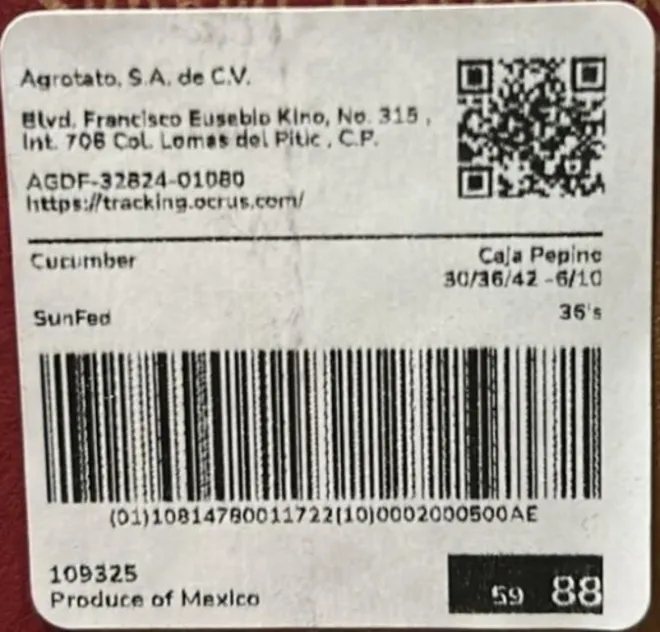 Agrotato, S.A. de C.V.
Blvd. Francisco Eusebio Kino, No. 315 ,
Int. 706 Col. Lomas del Pitic , C.P.
AGDF-32824-01080
https://tracking.ocrus.com/
Cucumber
Caja Pepino
30/36/42 -6/10
SunFed
36's
(01)10814780011722(10)0002000500AE
109325
Produce of Mexico
59 88